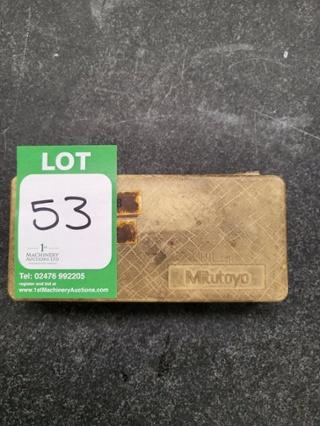 LOT
53
1st
MACHINERY
AUCTIONS LTD
Tel: 02476 992205
register and bid at
www.1stMachineryAuctions.com
Mitutoyo